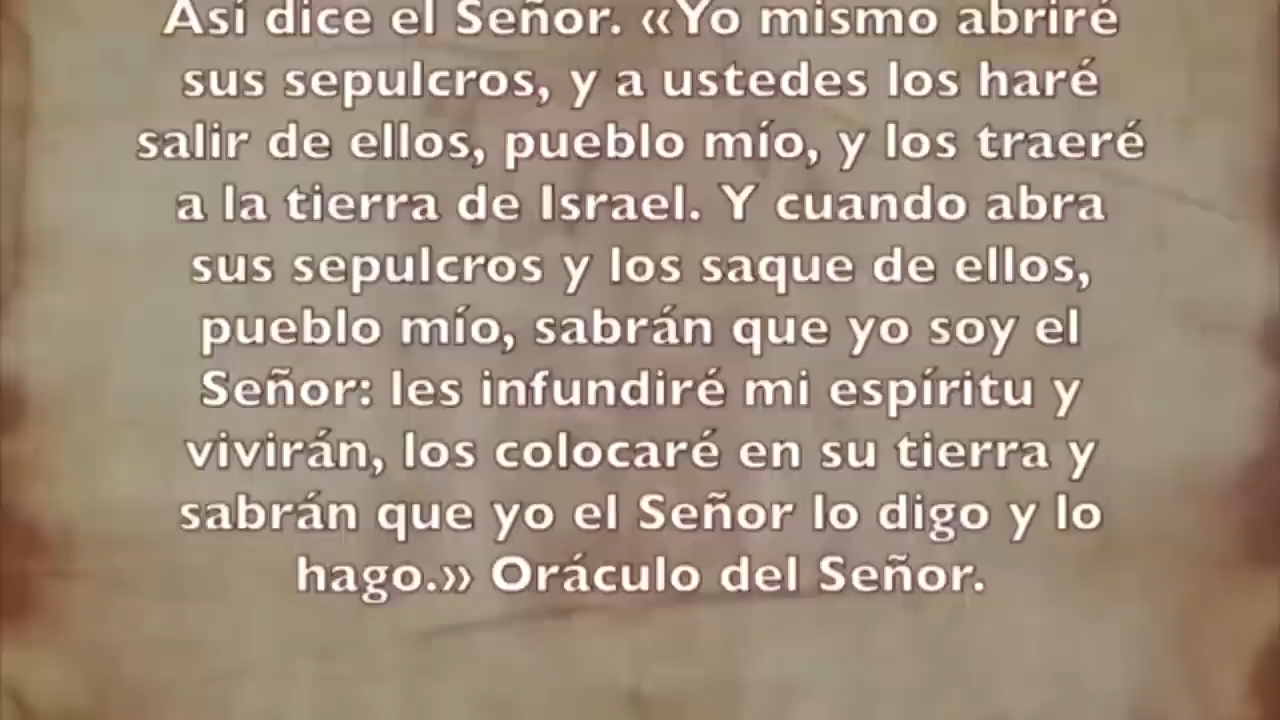 Así dice el Señor. «Yo mismo abriré
sus sepulcros, y a ustedes los haré
salir de ellos, pueblo mío, y los traeré
a la tierra de Israel. Y cuando abra
sus sepulcros y los saque de ellos,
pueblo mío, sabrán que yo soy el
Señor: les infundiré mi espíritu y
vivirán, los colocaré en su tierra y
sabrán que yo el Señor lo digo y lo
hago.» Oráculo del Señor.